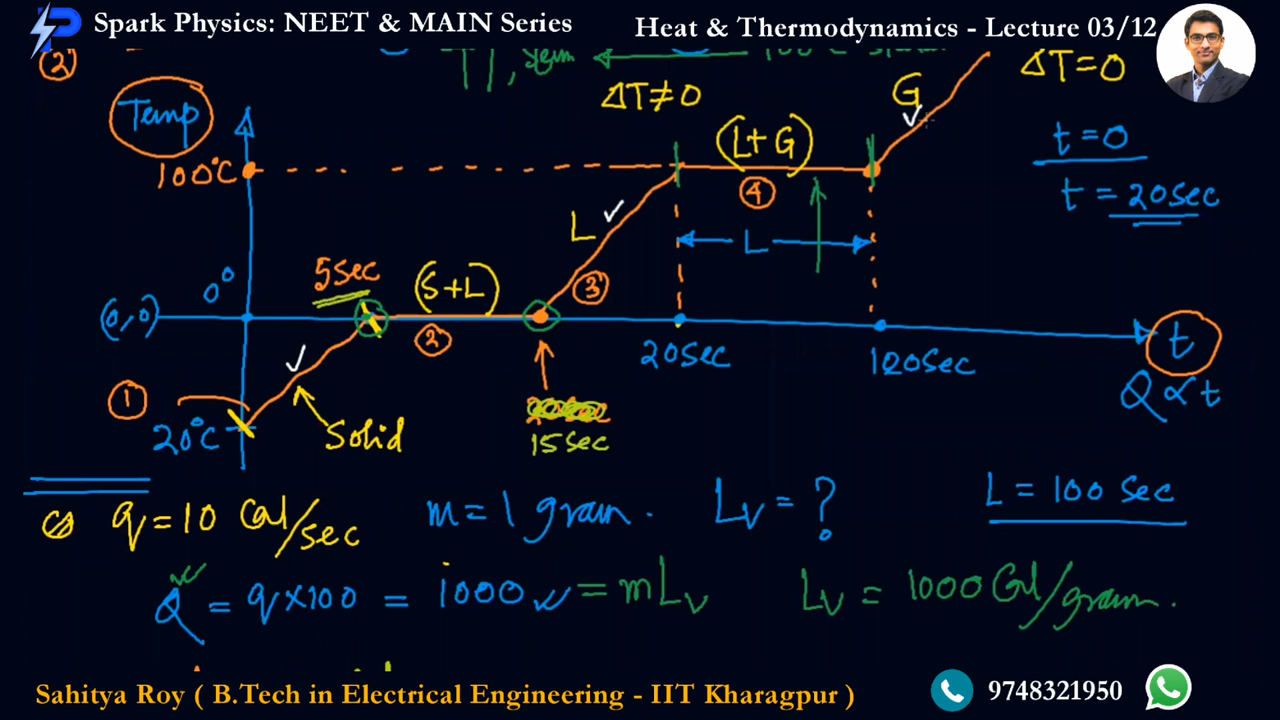 Spark Physics: NEET & MAIN Series
Heat & Thermodynamics - Lecture 03/12
(2)
ΔT≠0
G
ΔT=0
Temp
(L+G)
t=0
100°C
④
t = 20sec
L
L
5sec
(S+L)
③
0°
(0,0)
②
20sec
120sec
t
Q ∝ t
①
20°C
Solid
15sec
q = 10 Cal/sec
m = 1 gram.
Lv = ?
L = 100 Sec
Q = q×100 = 1000 = mLv
Lv = 1000 Cal/gram.
Sahitya Roy ( B.Tech in Electrical Engineering - IIT Kharagpur )
9748321950